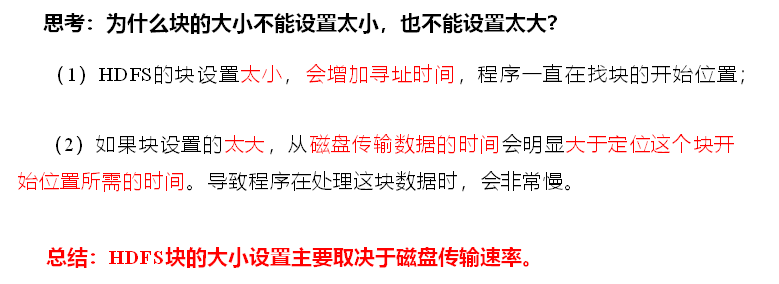 思考：为什么块的大小不能设置太小，也不能设置太大？
（1）HDFS的块设置太小，会增加寻址时间，程序一直在找块的开始位置；
（2）如果块设置的太大，从磁盘传输数据的时间会明显大于定位这个块开
始位置所需的时间。导致程序在处理这块数据时，会非常慢。
总结：HDFS块的大小设置主要取决于磁盘传输速率。